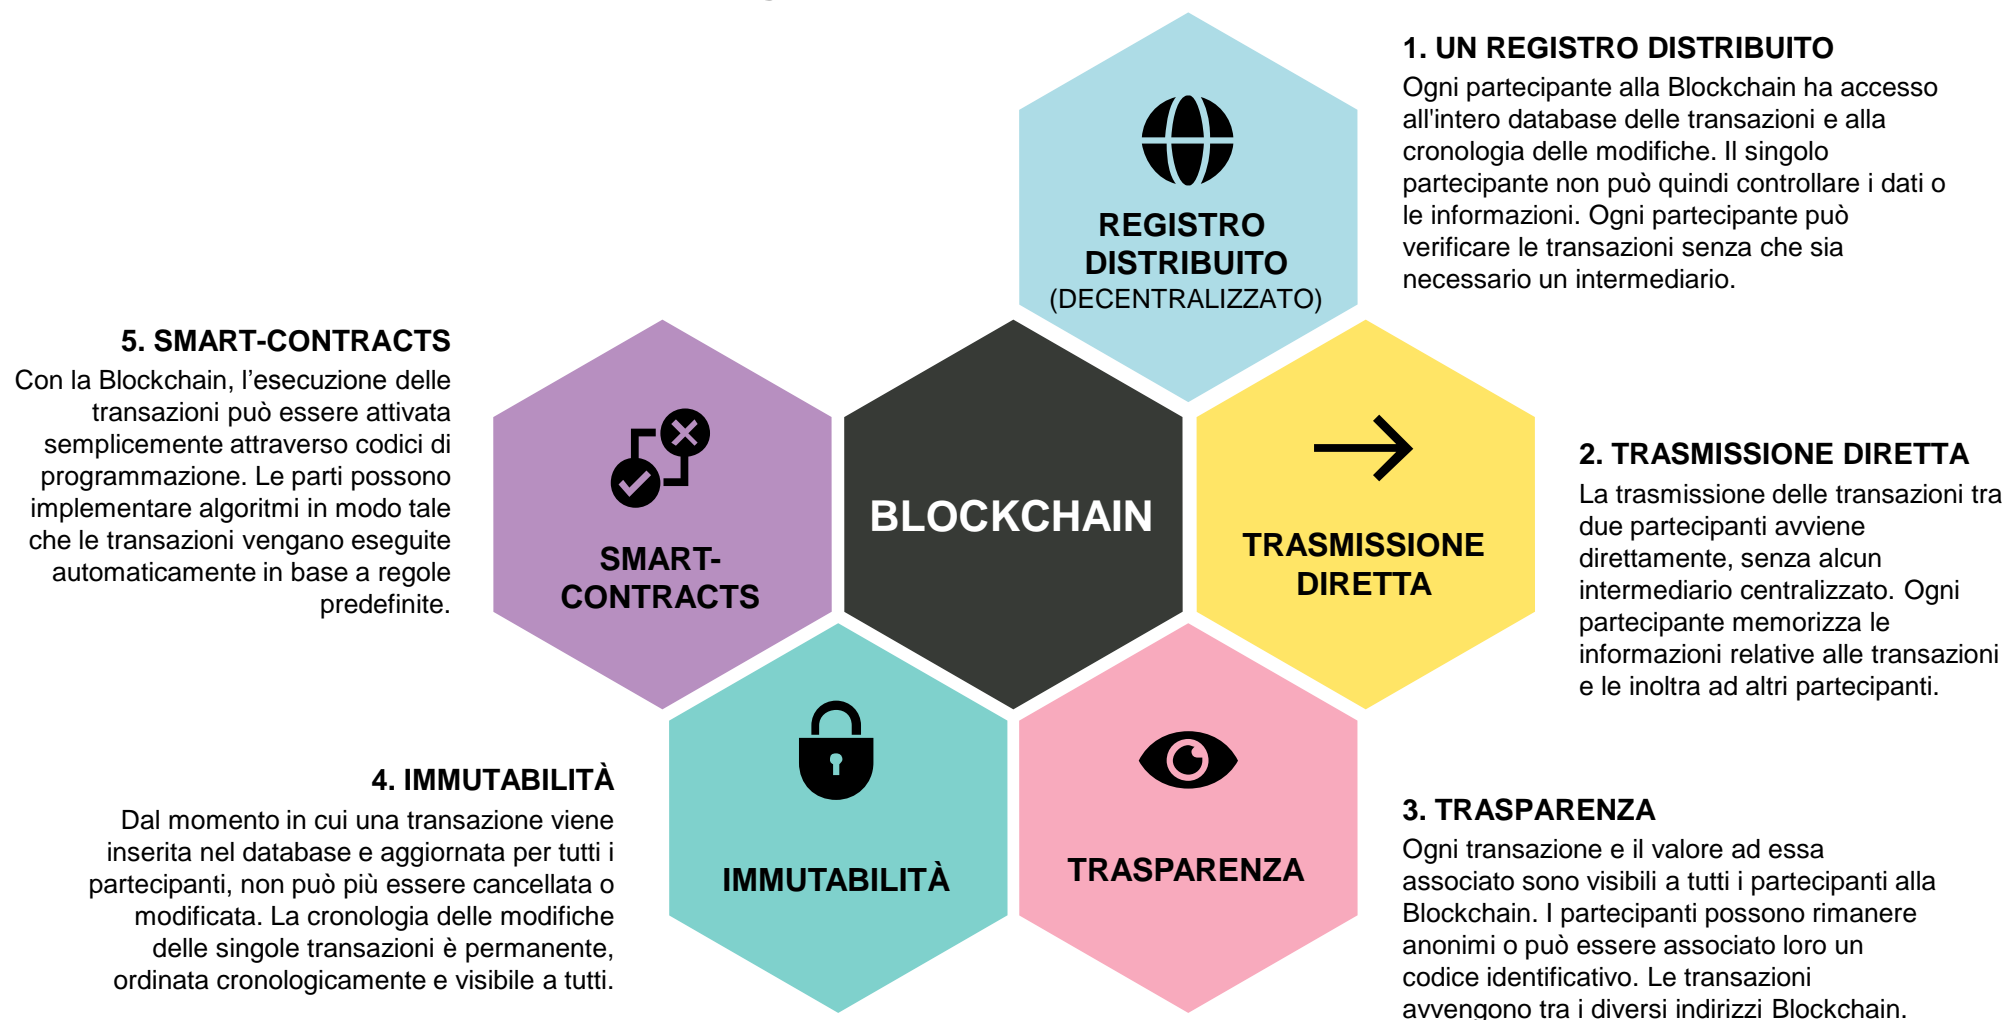 1. UN REGISTRO DISTRIBUITO
Ogni partecipante alla Blockchain ha accesso
all'intero database delle transazioni e alla
cronologia delle modifiche. Il singolo
partecipante non può quindi controllare i dati o
le informazioni. Ogni partecipante può
verificare le transazioni senza che sia
necessario un intermediario.
REGISTRO
DISTRIBUITO
(DECENTRALIZZATO)
5. SMART-CONTRACTS
Con la Blockchain, l’esecuzione delle
transazioni può essere attivata
semplicemente attraverso codici di
programmazione. Le parti possono
implementare algoritmi in modo tale
che le transazioni vengano eseguite
automaticamente in base a regole
predefinite.
SMART-
CONTRACTS
BLOCKCHAIN
TRASMISSIONE
DIRETTA
2. TRASMISSIONE DIRETTA
La trasmissione delle transazioni tra
due partecipanti avviene
direttamente, senza alcun
intermediario centralizzato. Ogni
partecipante memorizza le
informazioni relative alle transazioni
e le inoltra ad altri partecipanti.
4. IMMUTABILITÀ
Dal momento in cui una transazione viene
inserita nel database e aggiornata per tutti i
partecipanti, non può più essere cancellata o
modificata. La cronologia delle modifiche
delle singole transazioni è permanente,
ordinata cronologicamente e visibile a tutti.
IMMUTABILITÀ
TRASPARENZA
3. TRASPARENZA
Ogni transazione e il valore ad essa
associato sono visibili a tutti i partecipanti alla
Blockchain. I partecipanti possono rimanere
anonimi o può essere associato loro un
codice identificativo. Le transazioni
avvengono tra i diversi indirizzi Blockchain.